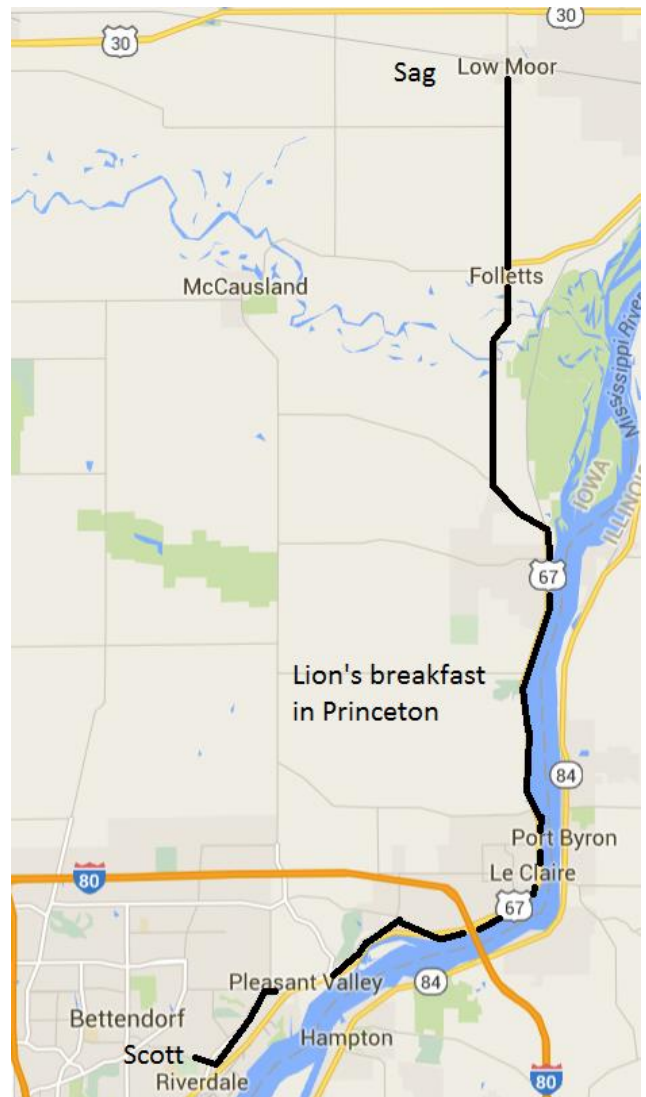 30
30
Sag
Low Moor
Folletts
McCausland
Mississippi River
IOWA
ILLINOIS
67
Lion's breakfast
in Princeton
84
Port Byron
80
Le Claire
67
Pleasant Valley
84
Bettendorf
Hampton
Scott
Riverdale
80